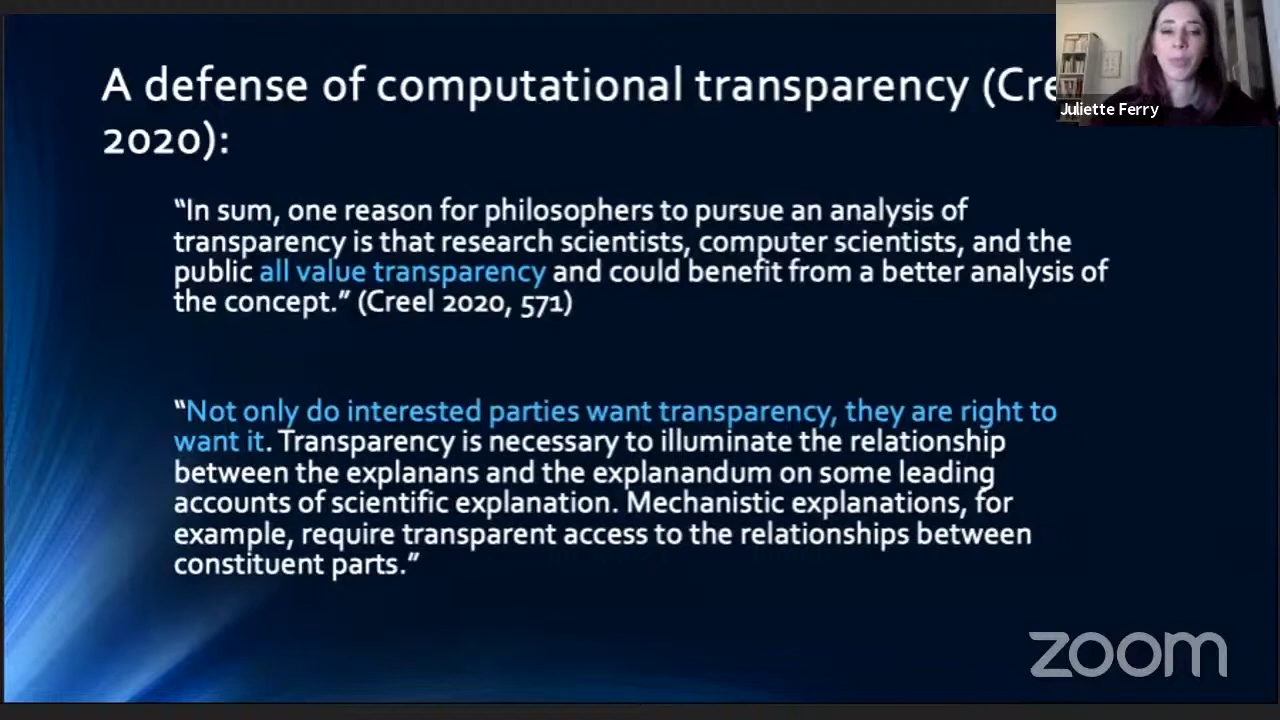 A defense of computational transparency (Cre
2020):
Juliette Ferry
“In sum, one reason for philosophers to pursue an analysis of
transparency is that research scientists, computer scientists, and the
public all value transparency and could benefit from a better analysis of
the concept.” (Creel 2020, 571)
“Not only do interested parties want transparency, they are right to
want it. Transparency is necessary to illuminate the relationship
between the explanans and the explanandum on some leading
accounts of scientific explanation. Mechanistic explanations, for
example, require transparent access to the relationships between
constituent parts.”
zoom